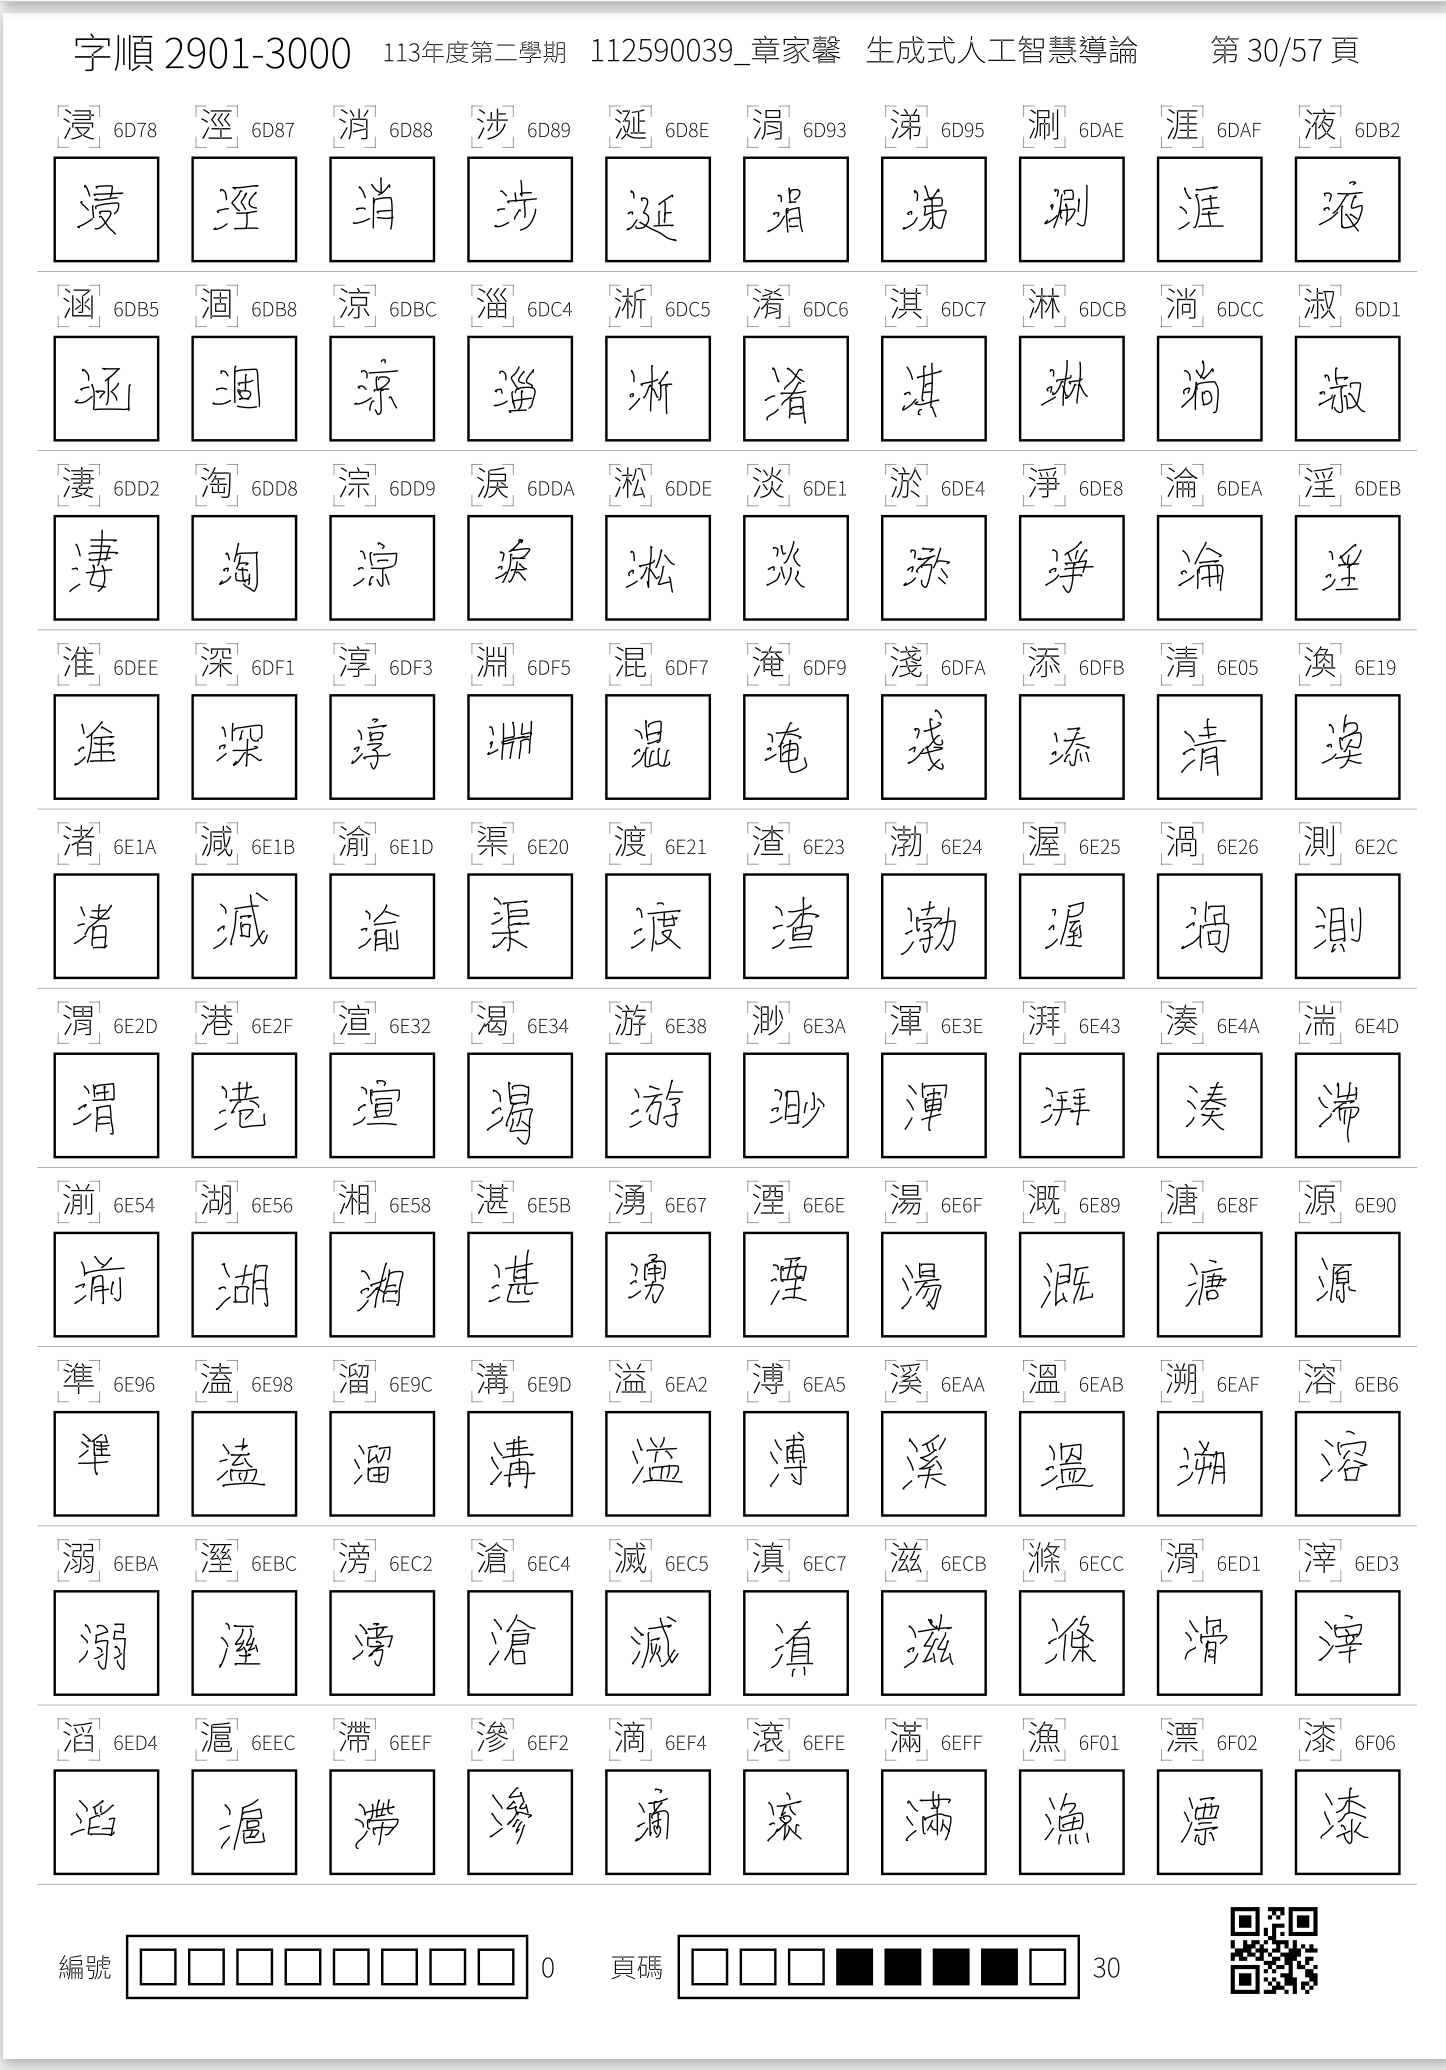 字順 2901-3000 113年度第二學期 112590039_章家馨 生成式人工智慧導論 第 30/57 頁
浸 6D78 涇 6D87 消 6D88 涉 6D89 涎 6D8E 涓 6D93 涕 6D95 涮 6DAE 涯 6DAF 液 6DB2
浸 涇 消 涉 涎 涓 涕 涮 涯 液
涵 6DB5 涸 6DB8 涼 6DBC 淄 6DC4 淅 6DC5 淆 6DC6 淇 6DC7 淋 6DCB 淌 6DCC 淑 6DD1
涵 涸 涼 淄 淅 淆 淇 淋 淌 淑
淒 6DD2 淘 6DD8 淙 6DD9 淚 6DDA 淞 6DDE 淡 6DE1 淤 6DE4 淨 6DE8 淪 6DEA 淫 6DEB
淒 淘 淙 淚 淞 淡 淤 淨 淪 淫
淮 6DEE 深 6DF1 淳 6DF3 淵 6DF5 混 6DF7 淹 6DF9 淺 6DFA 添 6DFB 清 6E05 渙 6E19
淮 深 淳 淵 混 淹 淺 添 清 渙
渚 6E1A 減 6E1B 渝 6E1D 渠 6E20 渡 6E21 渣 6E23 渤 6E24 渥 6E25 渦 6E26 測 6E2C
渚 減 渝 渠 渡 渣 渤 渥 渦 測
渭 6E2D 港 6E2F 渲 6E32 渴 6E34 游 6E38 渺 6E3A 渾 6E3E 湃 6E43 湊 6E4A 湍 6E4D
渭 港 渲 渴 游 渺 渾 湃 湊 湍
湔 6E54 湖 6E56 湘 6E58 湛 6E5B 湧 6E67 湮 6E6E 湯 6E6F 溉 6E89 溏 6E8F 源 6E90
湔 湖 湘 湛 湧 湮 湯 溉 溏 源
準 6E96 溘 6E98 溜 6E9C 溝 6E9D 溢 6EA2 溥 6EA5 溪 6EAA 溫 6EAB 溯 6EAF 溶 6EB6
準 溘 溜 溝 溢 溥 溪 溫 溯 溶
溺 6EBA 溼 6EBC 滂 6EC2 滄 6EC4 滅 6EC5 滇 6EC7 滋 6ECB 滌 6ECC 滑 6ED1 滓 6ED3
溺 溼 滂 滄 滅 滇 滋 滌 滑 滓
滔 6ED4 滬 6EEC 滯 6EEF 滲 6EF2 滴 6EF4 滾 6EFE 滿 6EFF 漁 6F01 漂 6F02 漆 6F06
滔 滬 滯 滲 滴 滾 滿 漁 漂 漆
編號 0 頁碼 30